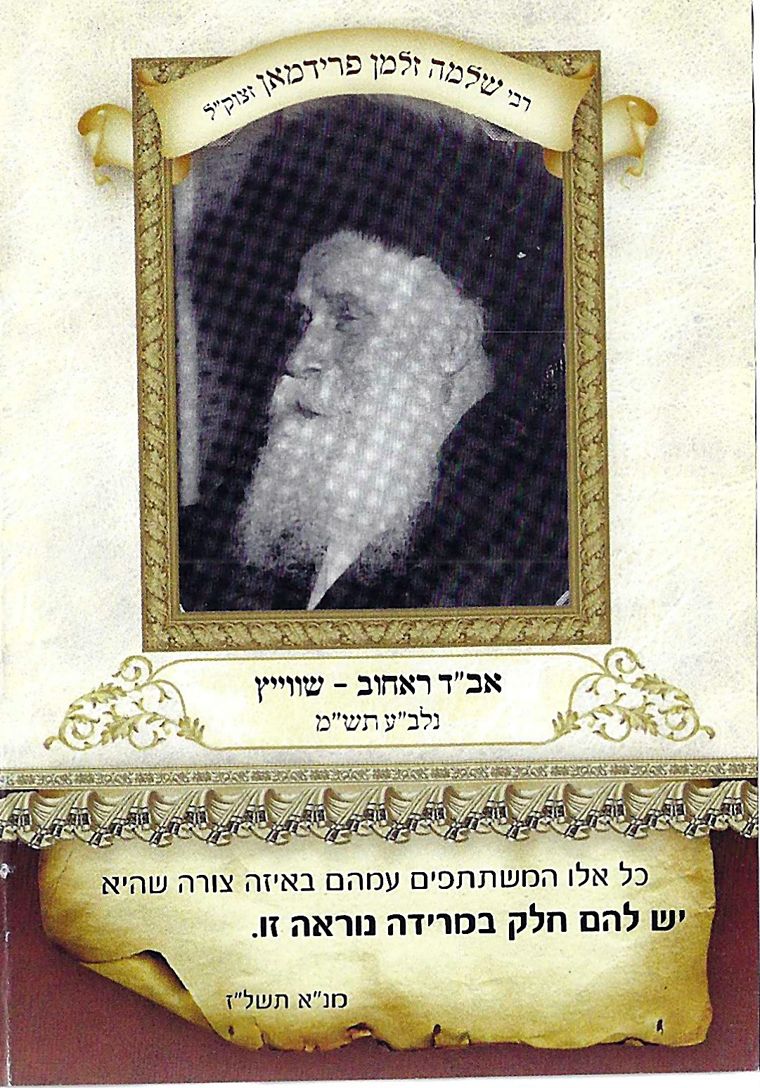 רבי שלמה זלמן פרידמאן זצוק"ל
אב"ד ראחוב – שווייץ
נלב"ע תש"מ
כל אלו המשתתפים עמהם באיזה צורה שהיא
יש להם חלק במרידה נוראה זו.
מנ"א תשל"ז